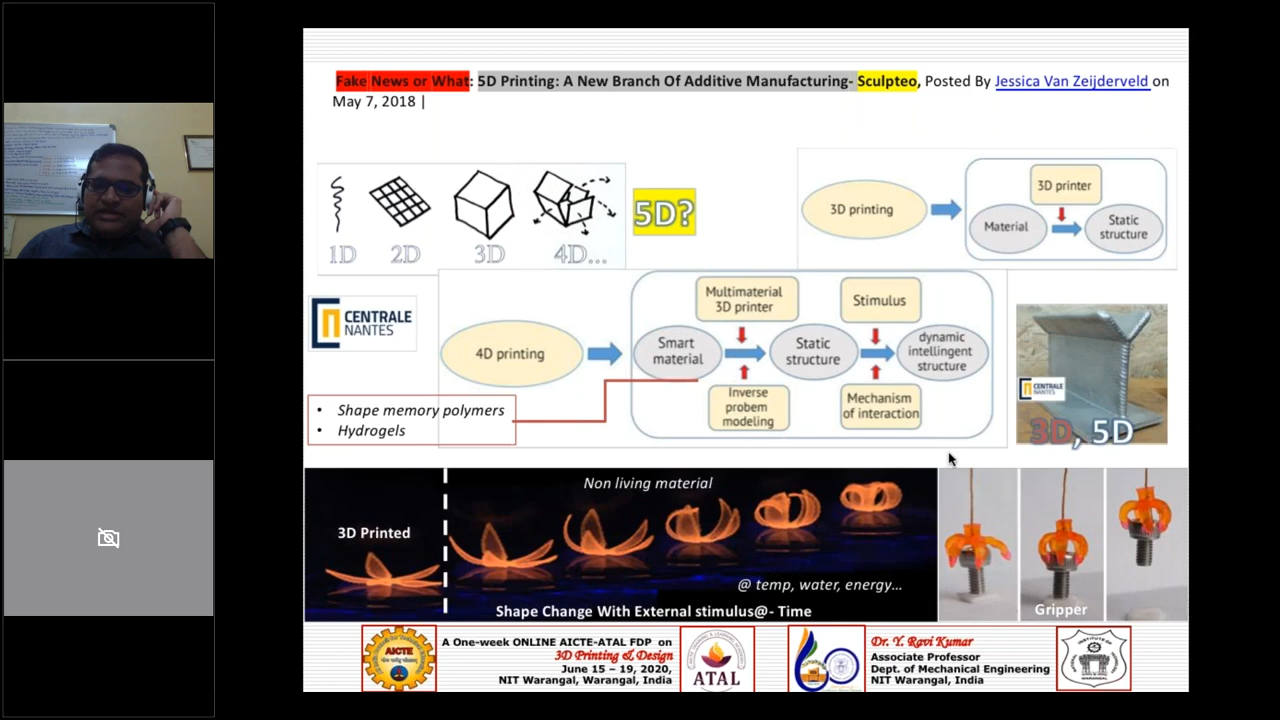 Fake News or What: 5D Printing: A New Branch Of Additive Manufacturing- Sculpteo, Posted By Jessica Van Zeijderveld on
May 7, 2018 |
1D
2D
3D
4D...
5D?
3D printing
3D printer
Material
Static
structure
CENTRALE
NANTES
4D printing
Multimaterial
3D printer
Stimulus
Smart
material
Static
structure
dynamic
intellingent
structure
Inverse
probem
modeling
Mechanism
of interaction
• Shape memory polymers
• Hydrogels
CENTRALE
NANTES
3D, 5D
Non living material
3D Printed
@ temp, water, energy...
Shape Change With External stimulus@- Time
Gripper
AICTE
A One-week ONLINE AICTE-ATAL FDP on
3D Printing & Design
June 15 – 19, 2020,
NIT Warangal, Warangal, India
ATAL
Dr. Y. Ravi Kumar
Associate Professor
Dept. of Mechanical Engineering
NIT Warangal, India